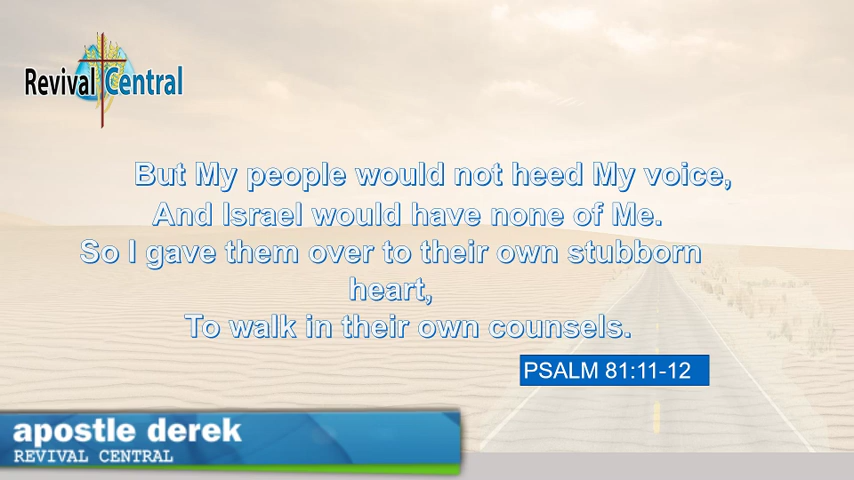 Revival Central
But My people would not heed My voice,
And Israel would have none of Me.
So I gave them over to their own stubborn
heart,
To walk in their own counsels.
PSALM 81:11-12
apostle derek
REVIVAL CENTRAL